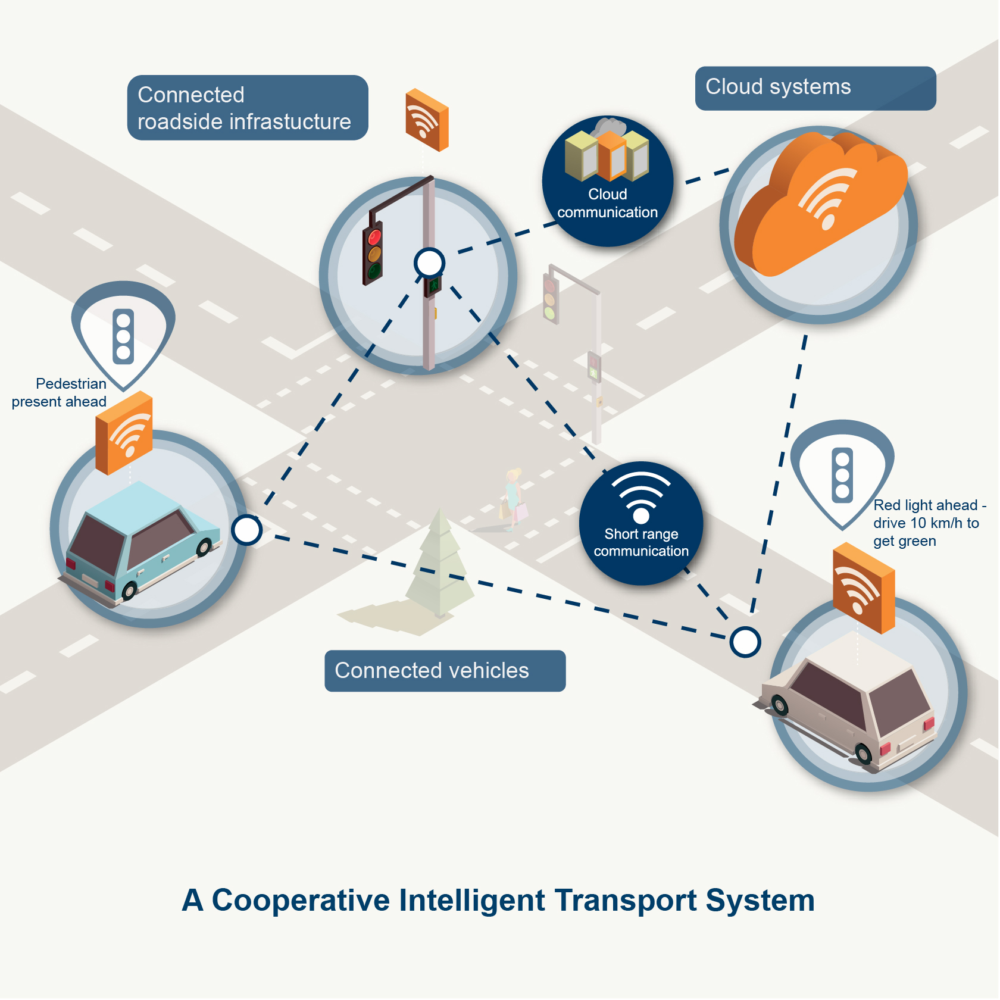 Connected
roadside infrastucture
Cloud systems
Cloud
communication
Pedestrian
present ahead
Red light ahead -
drive 10 km/h to
get green
Short range
communication
Connected vehicles
A Cooperative Intelligent Transport System